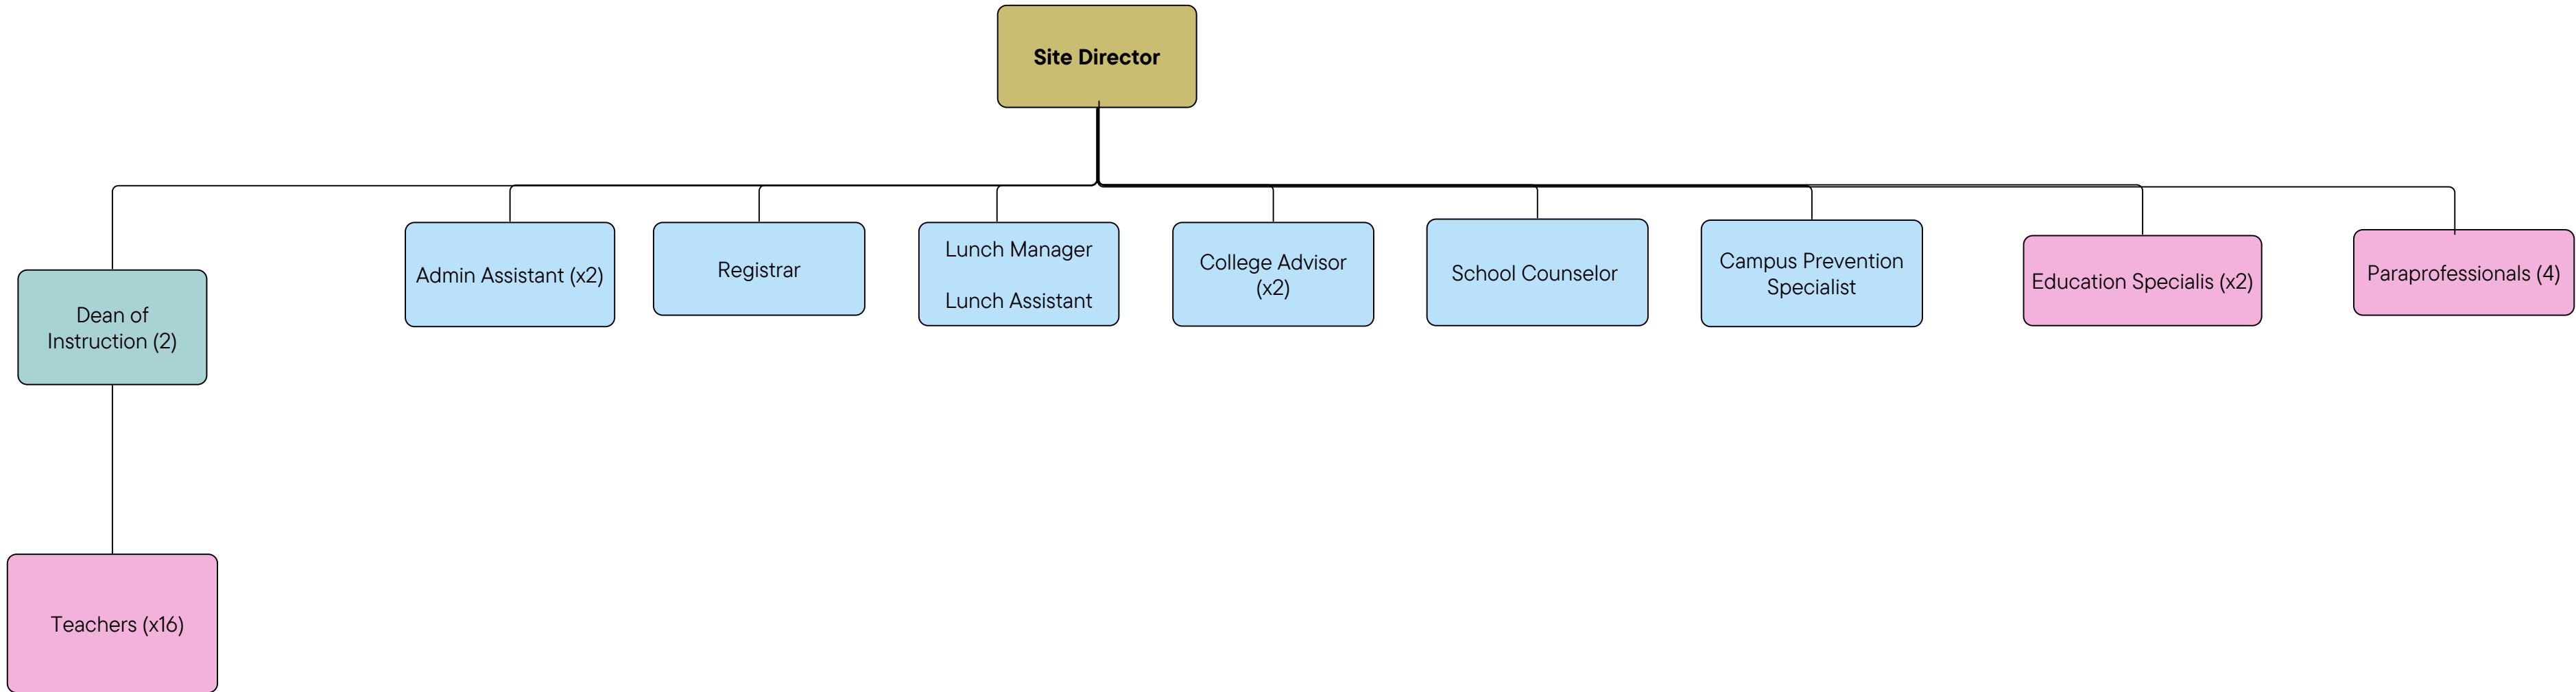 Site Director
Admin Assistant (x2)
Registrar
Lunch Manager
Lunch Assistant
College Advisor
(x2)
School Counselor
Campus Prevention
Specialist
Education Specialis (x2)
Paraprofessionals (4)
Dean of
Instruction (2)
Teachers (x16)